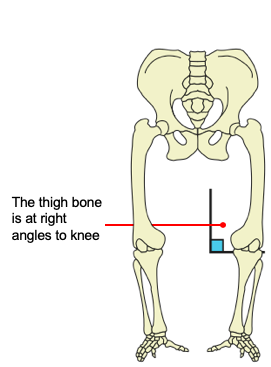 The thigh bone
is at right
angles to knee